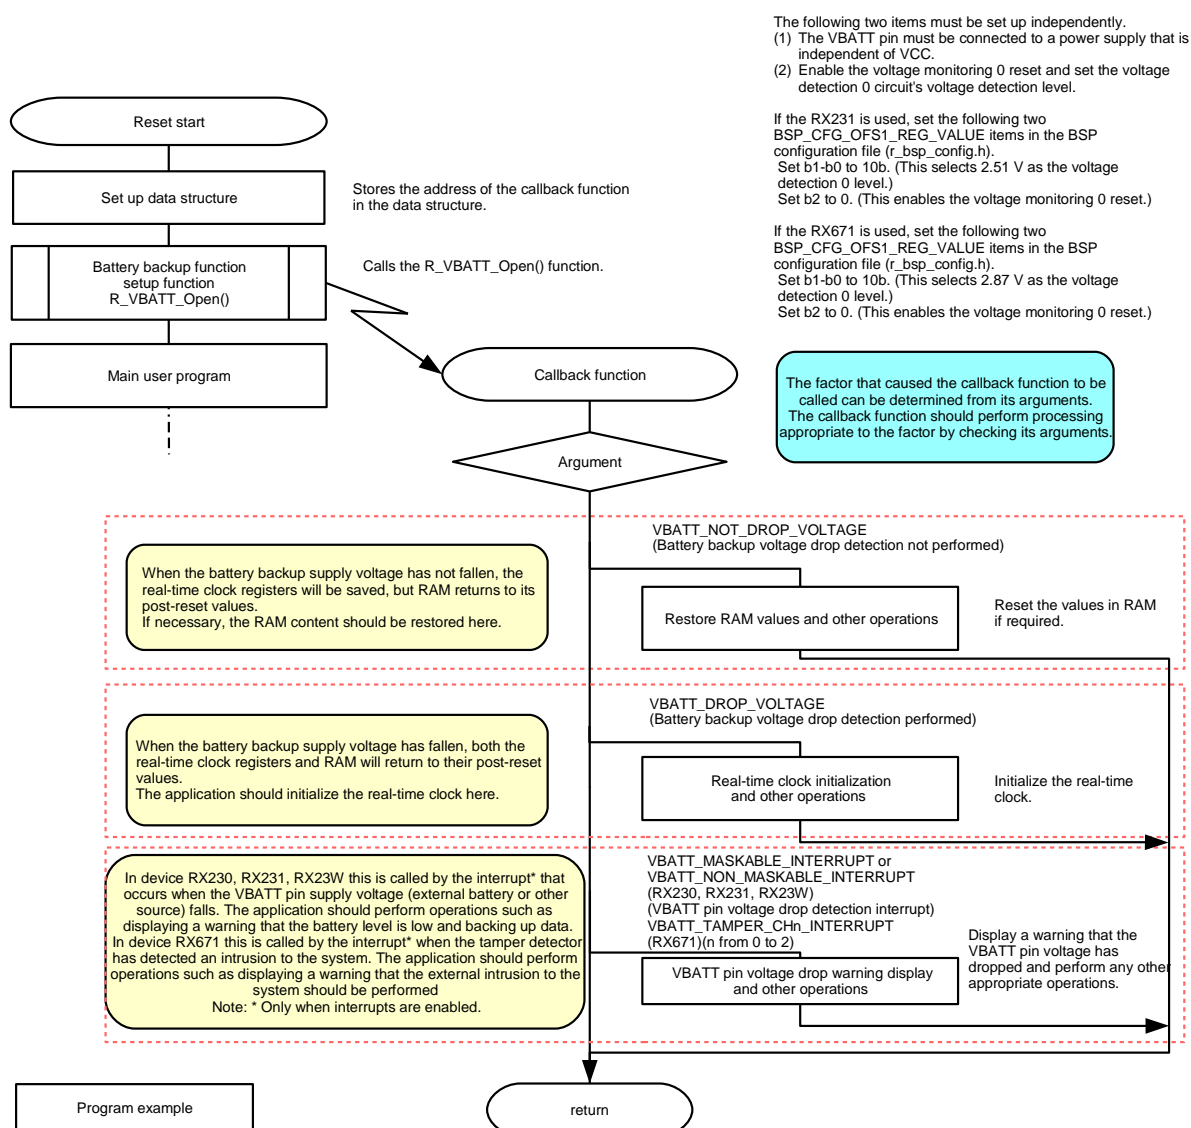 The following two items must be set up independently.
(1) The VBATT pin must be connected to a power supply that is
independent of VCC.
(2) Enable the voltage monitoring 0 reset and set the voltage
detection 0 circuit's voltage detection level.
If the RX231 is used, set the following two
BSP_CFG_OFS1_REG_VALUE items in the BSP
configuration file (r_bsp_config.h).
Set b1-b0 to 10b. (This selects 2.51 V as the voltage
detection 0 level.)
Set b2 to 0. (This enables the voltage monitoring 0 reset.)
If the RX671 is used, set the following two
BSP_CFG_OFS1_REG_VALUE items in the BSP
configuration file (r_bsp_config.h).
Set b1-b0 to 10b. (This selects 2.87 V as the voltage
detection 0 level.)
Set b2 to 0. (This enables the voltage monitoring 0 reset.)
Reset start
Set up data structure
Stores the address of the callback function
in the data structure.
Battery backup function
setup function
R_VBATT_Open()
Calls the R_VBATT_Open() function.
Main user program
Callback function
The factor that caused the callback function to be
called can be determined from its arguments.
The callback function should perform processing
appropriate to the factor by checking its arguments.
Argument
VBATT_NOT_DROP_VOLTAGE
(Battery backup voltage drop detection not performed)
When the battery backup supply voltage has not fallen, the
real-time clock registers will be saved, but RAM returns to its
post-reset values.
If necessary, the RAM content should be restored here.
Restore RAM values and other operations
Reset the values in RAM
if required.
VBATT_DROP_VOLTAGE
(Battery backup voltage drop detection performed)
When the battery backup supply voltage has fallen, both the
real-time clock registers and RAM will return to their post-reset
values.
The application should initialize the real-time clock here.
Real-time clock initialization
and other operations
Initialize the real-time
clock.
In device RX230, RX231, RX23W this is called by the interrupt* that
occurs when the VBATT pin supply voltage (external battery or other
source) falls. The application should perform operations such as
displaying a warning that the battery level is low and backing up data.
In device RX671 this is called by the interrupt* when the tamper detector
has detected an intrusion to the system. The application should perform
operations such as displaying a warning that the external intrusion to the
system should be performed
Note: * Only when interrupts are enabled.
VBATT_MASKABLE_INTERRUPT or
VBATT_NON_MASKABLE_INTERRUPT
(RX230, RX231, RX23W)
(VBATT pin voltage drop detection interrupt)
VBATT_TAMPER_CHn_INTERRUPT
(RX671)(n from 0 to 2)
VBATT pin voltage drop warning display
and other operations
Display a warning that the
VBATT pin voltage has
dropped and perform any other
appropriate operations.
Program example
return